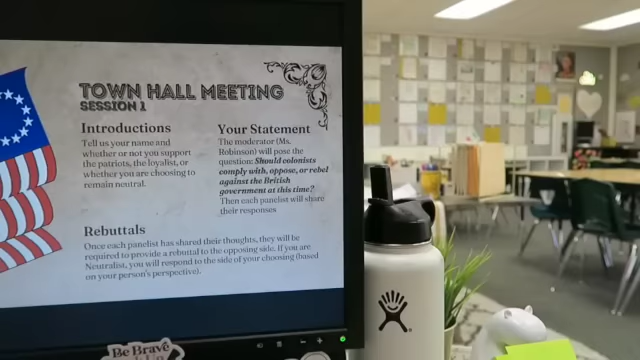 TOWN HALL MEETING
SESSION 1
Introductions
Tell us your name and
whether or not you support
the patriots, the loyalist, or
whether you are choosing to
remain neutral.
Your Statement
The moderator (Ms.
Robinson) will pose the
question: Should colonists
comply with, oppose, or rebel
against the British
government at this time?
Then each panelist will share
their responses
Rebuttals
Once each panelist has shared their thoughts, they will be
required to provide a rebuttal to the opposing side. If you are
Neutralist, you will respond to the side of your choosing (based
on your person's perspective).
Be Brave